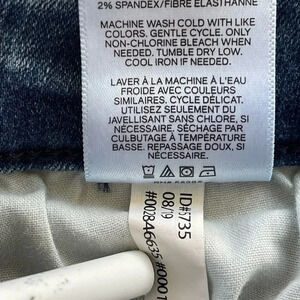 2% SPANDEX/FIBRE ÉLASTHANNE
MACHINE WASH COLD WITH LIKE
COLORS. GENTLE CYCLE. ONLY
NON-CHLORINE BLEACH WHEN
NEEDED. TUMBLE DRY LOW.
COOL IRON IF NEEDED.
LAVER À LA MACHINE À L'EAU
FROIDE AVEC COULEURS
SIMILAIRES. CYCLE DÉLICAT.
UTILISEZ SEULEMENT DU
JAVELLISANT SANS CHLORE, SI
NÉCESSAIRE. SÉCHAGE PAR
CULBUTAGE À TEMPÉRATURE
BASSE. REPASSAGE DOUX, SI
NÉCESSAIRE.
ID#5735
08/19
#002846635 #0001